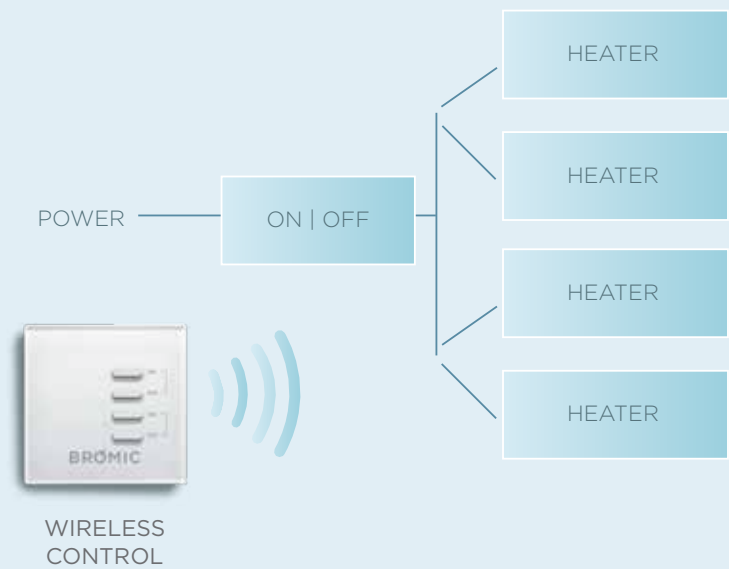 HEATER
HEATER
POWER
ON | OFF
HEATER
HEATER
BROMIC
WIRELESS
CONTROL